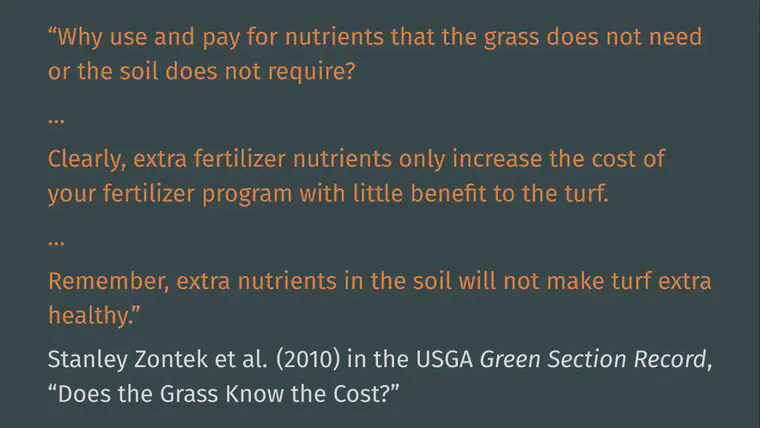 “Why use and pay for nutrients that the grass does not need
or the soil does not require?
...
Clearly, extra fertilizer nutrients only increase the cost of
your fertilizer program with little benefit to the turf.
...
Remember, extra nutrients in the soil will not make turf extra
healthy.”
Stanley Zontek et al. (2010) in the USGA Green Section Record,
“Does the Grass Know the Cost?”